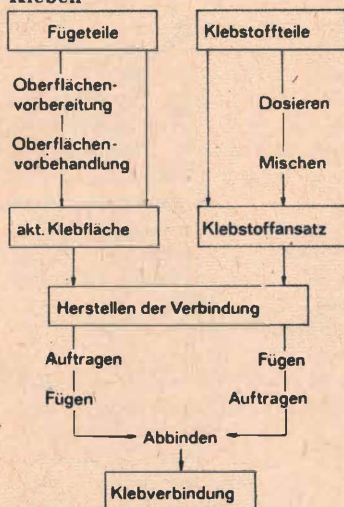 Kleben
Fügeteile
Klebstoffteile
Oberflächen-
vorbereitung
Oberflächen-
vorbehandlung
Dosieren
Mischen
akt. Klebfläche
Klebstoffansatz
Herstellen der Verbindung
Auftragen
Fügen
Fügen
Auftragen
Abbinden
Klebverbindung